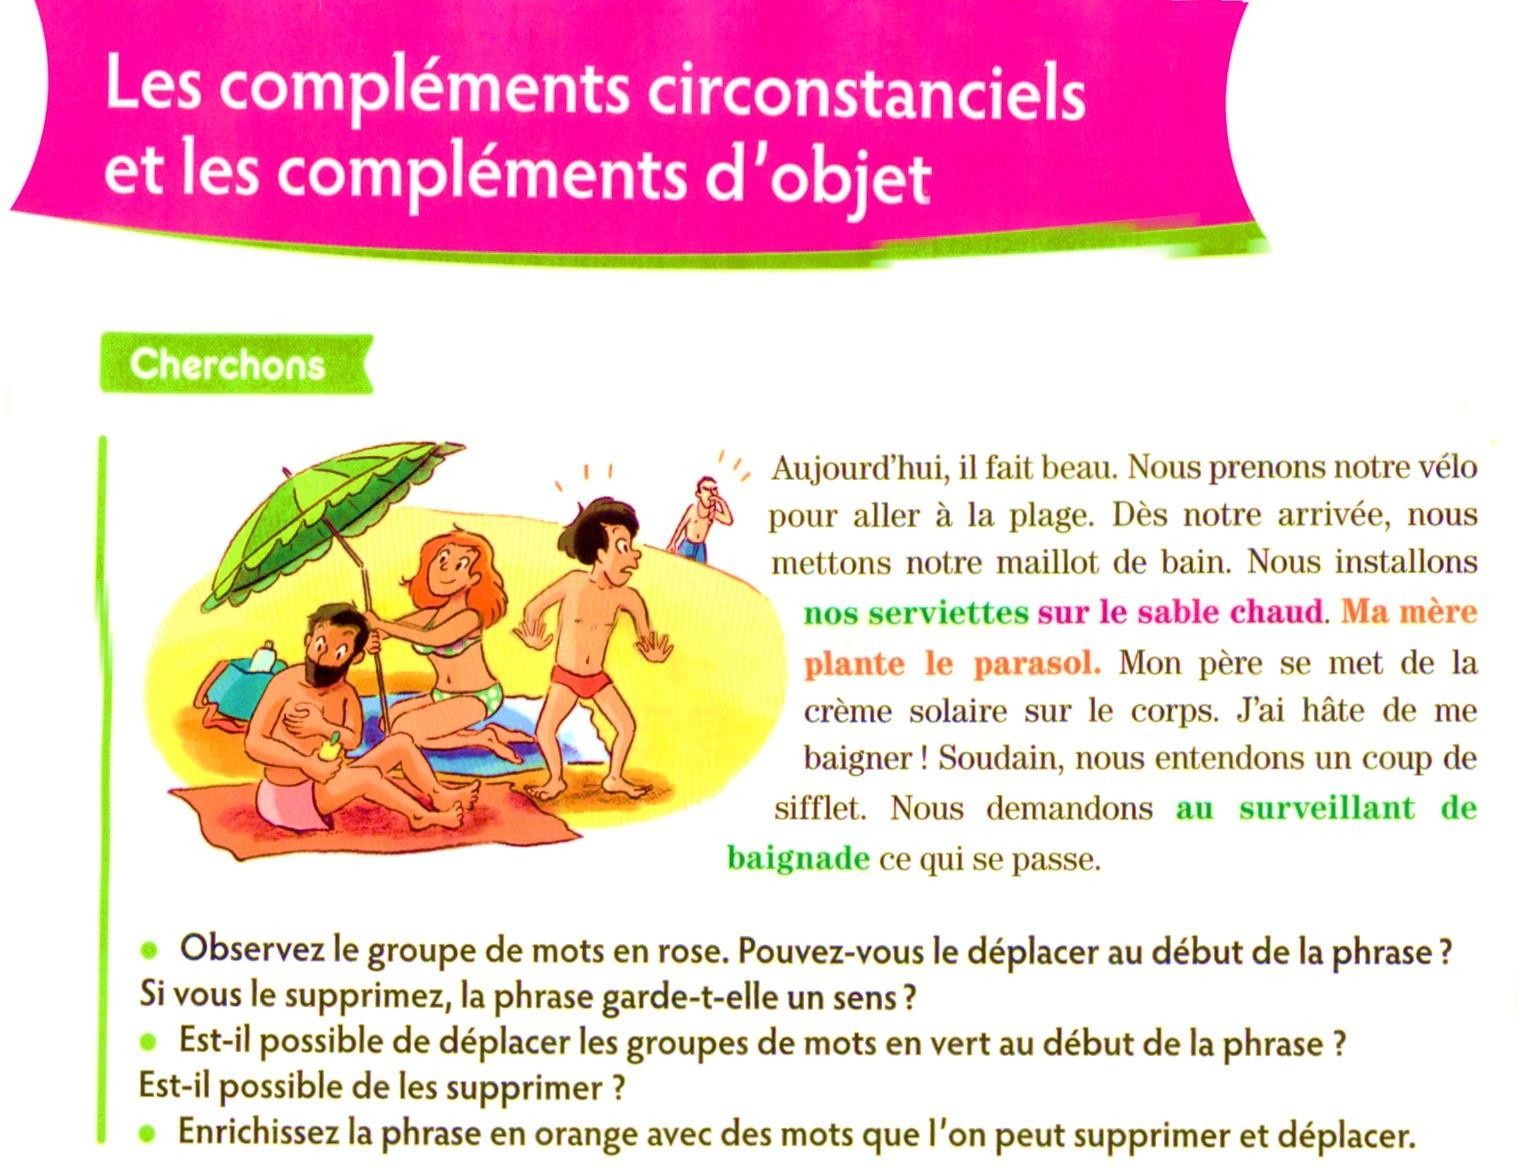 Les compléments circonstanciels
et les compléments d'objet
Cherchons
Aujourd'hui, il fait beau. Nous prenons notre vélo
pour aller à la plage. Dès notre arrivée, nous
mettons notre maillot de bain. Nous installons
nos serviettes sur le sable chaud. Ma mère
plante le parasol. Mon père se met de la
crème solaire sur le corps. J'ai hâte de me
baigner ! Soudain, nous entendons un coup de
sifflet. Nous demandons au surveillant de
baignade ce qui se passe.
• Observez le groupe de mots en rose. Pouvez-vous le déplacer au début de la phrase ?
Si vous le supprimez, la phrase garde-t-elle un sens ?
• Est-il possible de déplacer les groupes de mots en vert au début de la phrase ?
Est-il possible de les supprimer ?
• Enrichissez la phrase en orange avec des mots que l'on peut supprimer et déplacer.